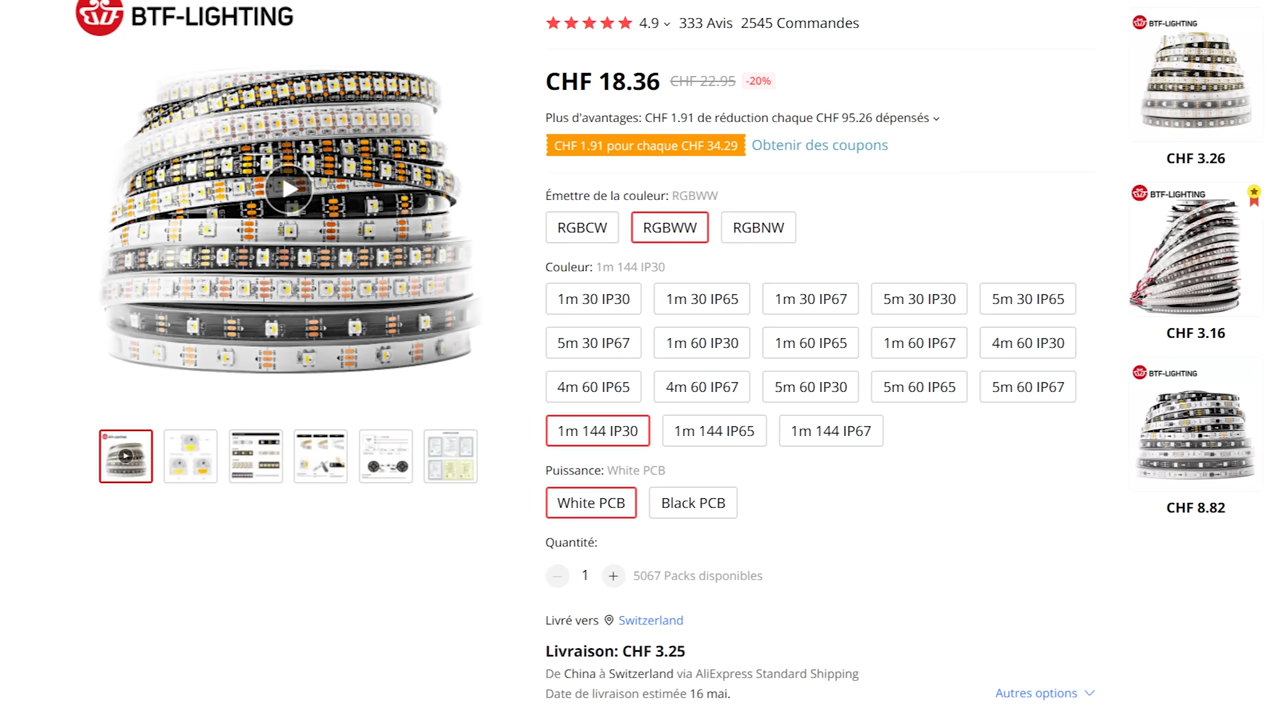 BTF-LIGHTING
4.9 333 Avis 2545 Commandes
CHF 18.36 CHF 22.95 -20%
Plus d'avantages: CHF 1.91 de réduction chaque CHF 95.26 dépensés
CHF 1.91 pour chaque CHF 34.29 Obtenir des coupons
Émettre de la couleur: RGBWW
RGBCW RGBWW RGBNW
Couleur: 1m 144 IP30
1m 30 IP30 1m 30 IP65 1m 30 IP67 5m 30 IP30 5m 30 IP65
5m 30 IP67 1m 60 IP30 1m 60 IP65 1m 60 IP67 4m 60 IP30
4m 60 IP65 4m 60 IP67 5m 60 IP30 5m 60 IP65 5m 60 IP67
1m 144 IP30 1m 144 IP65 1m 144 IP67
Puissance: White PCB
White PCB Black PCB
Quantité:
1 + 5067 Packs disponibles
Livré vers Switzerland
Livraison: CHF 3.25
De China à Switzerland via AliExpress Standard Shipping
Date de livraison estimée 16 mai.
Autres options
BTF-LIGHTING
CHF 3.26
BTF-LIGHTING
CHF 3.16
BTF-LIGHTING
CHF 8.82